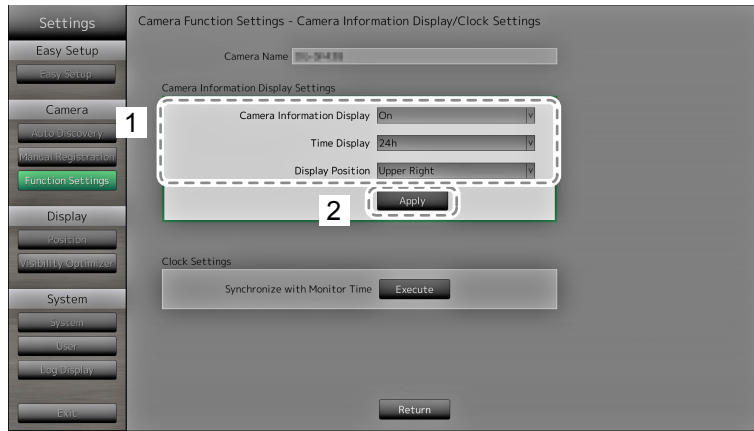 Settings
Camera Function Settings - Camera Information Display/Clock Settings
Easy Setup
Easy Setup
Camera
Auto Discovery
Manual Registration
Function Settings
Display
Position
Visibility Optimizer
System
System
User
Log Display
Exit
Camera Name
Camera Information Display Settings
1
Camera Information Display On
Time Display 24h
Display Position Upper Right
2
Apply
Clock Settings
Synchronize with Monitor Time Execute
Return